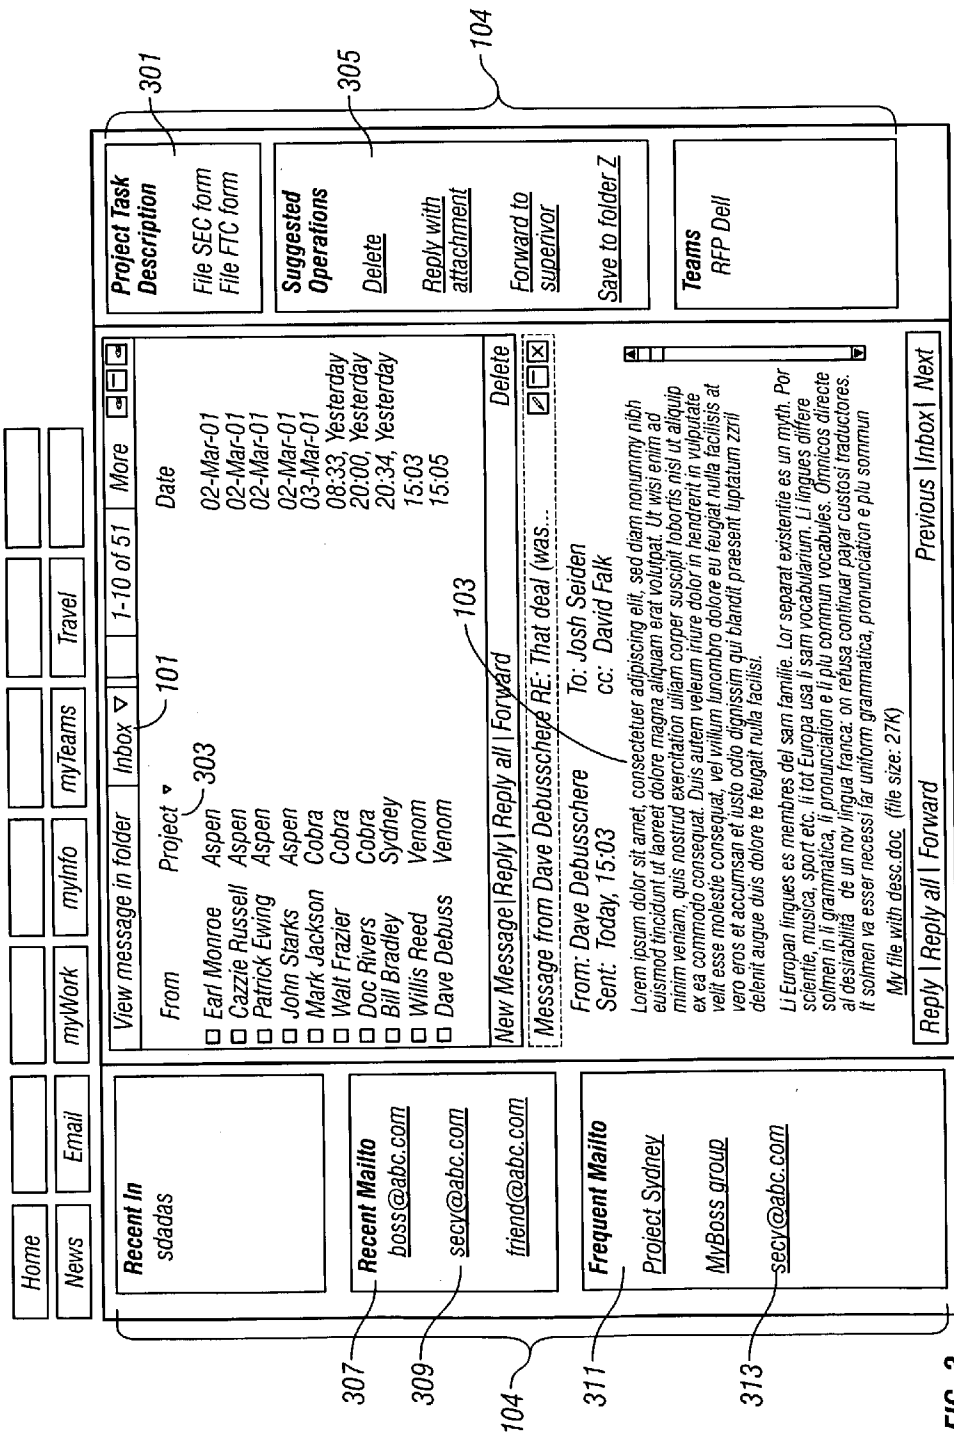 Home
News
Email
myWork
myInfo
myTeams
Travel
Recent In
sdadas
307
Recent Mailto
boss@abc.com
309
secy@abc.com
friend@abc.com
311
Frequent Mailto
Project Sydney
MyBoss group
313
secy@abc.com
104
View message in folder Inbox 1-10 of 51 More
101
From Project Date
303
Earl Monroe Aspen 02-Mar-01
Cazzie Russell Aspen 02-Mar-01
Patrick Ewing Aspen 02-Mar-01
John Starks Aspen 02-Mar-01
Mark Jackson Cobra 03-Mar-01
Walt Frazier Cobra 08:33, Yesterday
Doc Rivers Cobra 20:00, Yesterday
Bill Bradley Sydney 20:34, Yesterday
Willis Reed Venom 15:03
Dave Debuss Venom 15:05
New Message | Reply | Reply all | Forward Delete
Message from Dave Debusschere RE: That deal (was...
From: Dave Debusschere To: Josh Seiden
Sent: Today, 15:03 cc: David Falk
103
Lorem ipsum dolor sit amet, consectetuer adipiscing elit, sed diam nonummy nibh
euismod tincidunt ut laoreet dolore magna aliquam erat volutpat. Ut wisi enim ad
minim veniam, quis nostrud exercitation uiliam corper suscipit lobortis nisl ut aliquip
ex ea commodo consequat. Duis autem veleum iriure dolor in hendrerit in vulputate
velit esse molestie consequat, vel willum lunombro dolore eu feugiat nulla facilisis at
vero eros et accumsan et iusto odio dignissim qui blandit praesent luptatum zzril
delenit augue duis dolore te feugait nulla facilisi.
Li Europan lingues es membres del sam familie. Lor separat existentie es un myth. Por
scientie, musica, sport etc. li tot Europa usa li sam vocabularium. Li lingues differe
solmen in li grammatica, li pronunciation e li plu commun vocabules. Omnicos directe
al desirabilitá de un nov lingua franca: on refusa continuar payar custosi traductores.
It solmen va esser necessi far uniform grammatica, pronunciation e plu sommun
My file with desc.doc (file size: 27K)
Reply | Reply all | Forward Previous | Inbox | Next
301
Project Task
Description
File SEC form
File FTC form
305
Suggested
Operations
Delete
Reply with
attachment
Forward to
superivor
Save to folder Z
Teams
RFP Dell
104